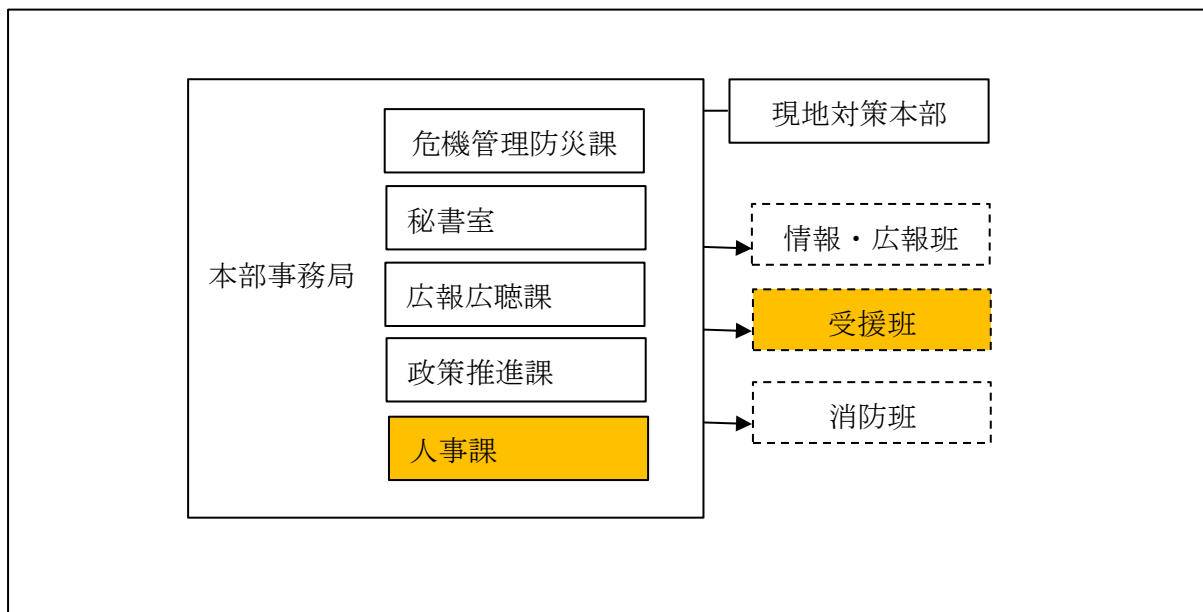 本部事務局
危機管理防災課
秘書室
広報広聴課
政策推進課
人事課
現地対策本部
情報・広報班
受援班
消防班